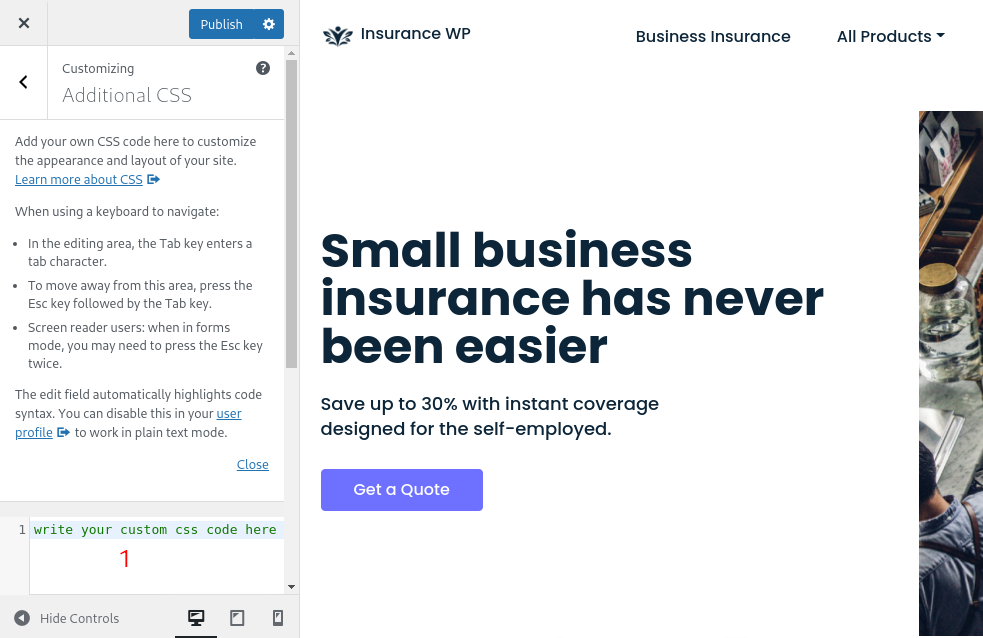 Publish
Customizing
Additional CSS
Add your own CSS code here to customize
the appearance and layout of your site.
Learn more about CSS
When using a keyboard to navigate:
• In the editing area, the Tab key enters a
tab character.
• To move away from this area, press the
Esc key followed by the Tab key.
• Screen reader users: when in forms
mode, you may need to press the Esc key
twice.
The edit field automatically highlights code
syntax. You can disable this in your user
profile to work in plain text mode.
Close
1 write your custom css code here
1
Hide Controls
Insurance WP
Business Insurance
All Products
Small business
insurance has never
been easier
Save up to 30% with instant coverage
designed for the self-employed.
Get a Quote